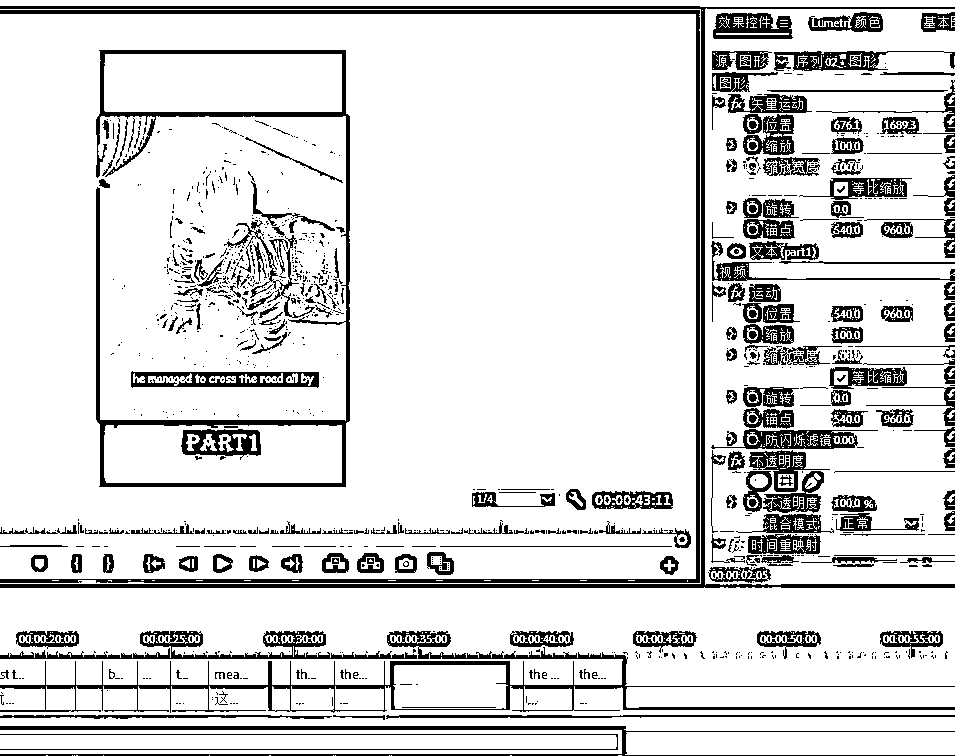 效果控件 Lumetri 颜色 基本
源 图形 序列 02 图形
图形
fx 矢量运动
位置 676.1 1689.3
缩放 100.0
缩放宽度 100.0
等比缩放
旋转 0.0
锚点 540.0 960.0
文本 (part1)
视频
fx 运动
位置 540.0 960.0
缩放 100.0
缩放宽度 100.0
等比缩放
旋转 0.0
锚点 540.0 960.0
防闪烁滤镜 0.00
fx 不透明度
不透明度 100.0 %
混合模式 正常
fx 时间重映射
00:00:02:05
he managed to cross the road all by
PART1
1/4 00:00:43:11
00:00:20:00 00:00:25:00 00:00:30:00 00:00:35:00 00:00:40:00 00:00:45:00 00:00:50:00 00:00:55:00
st t... b... ... t... mea... th... the... the ... the...
... ... 这... ... ... ... ...